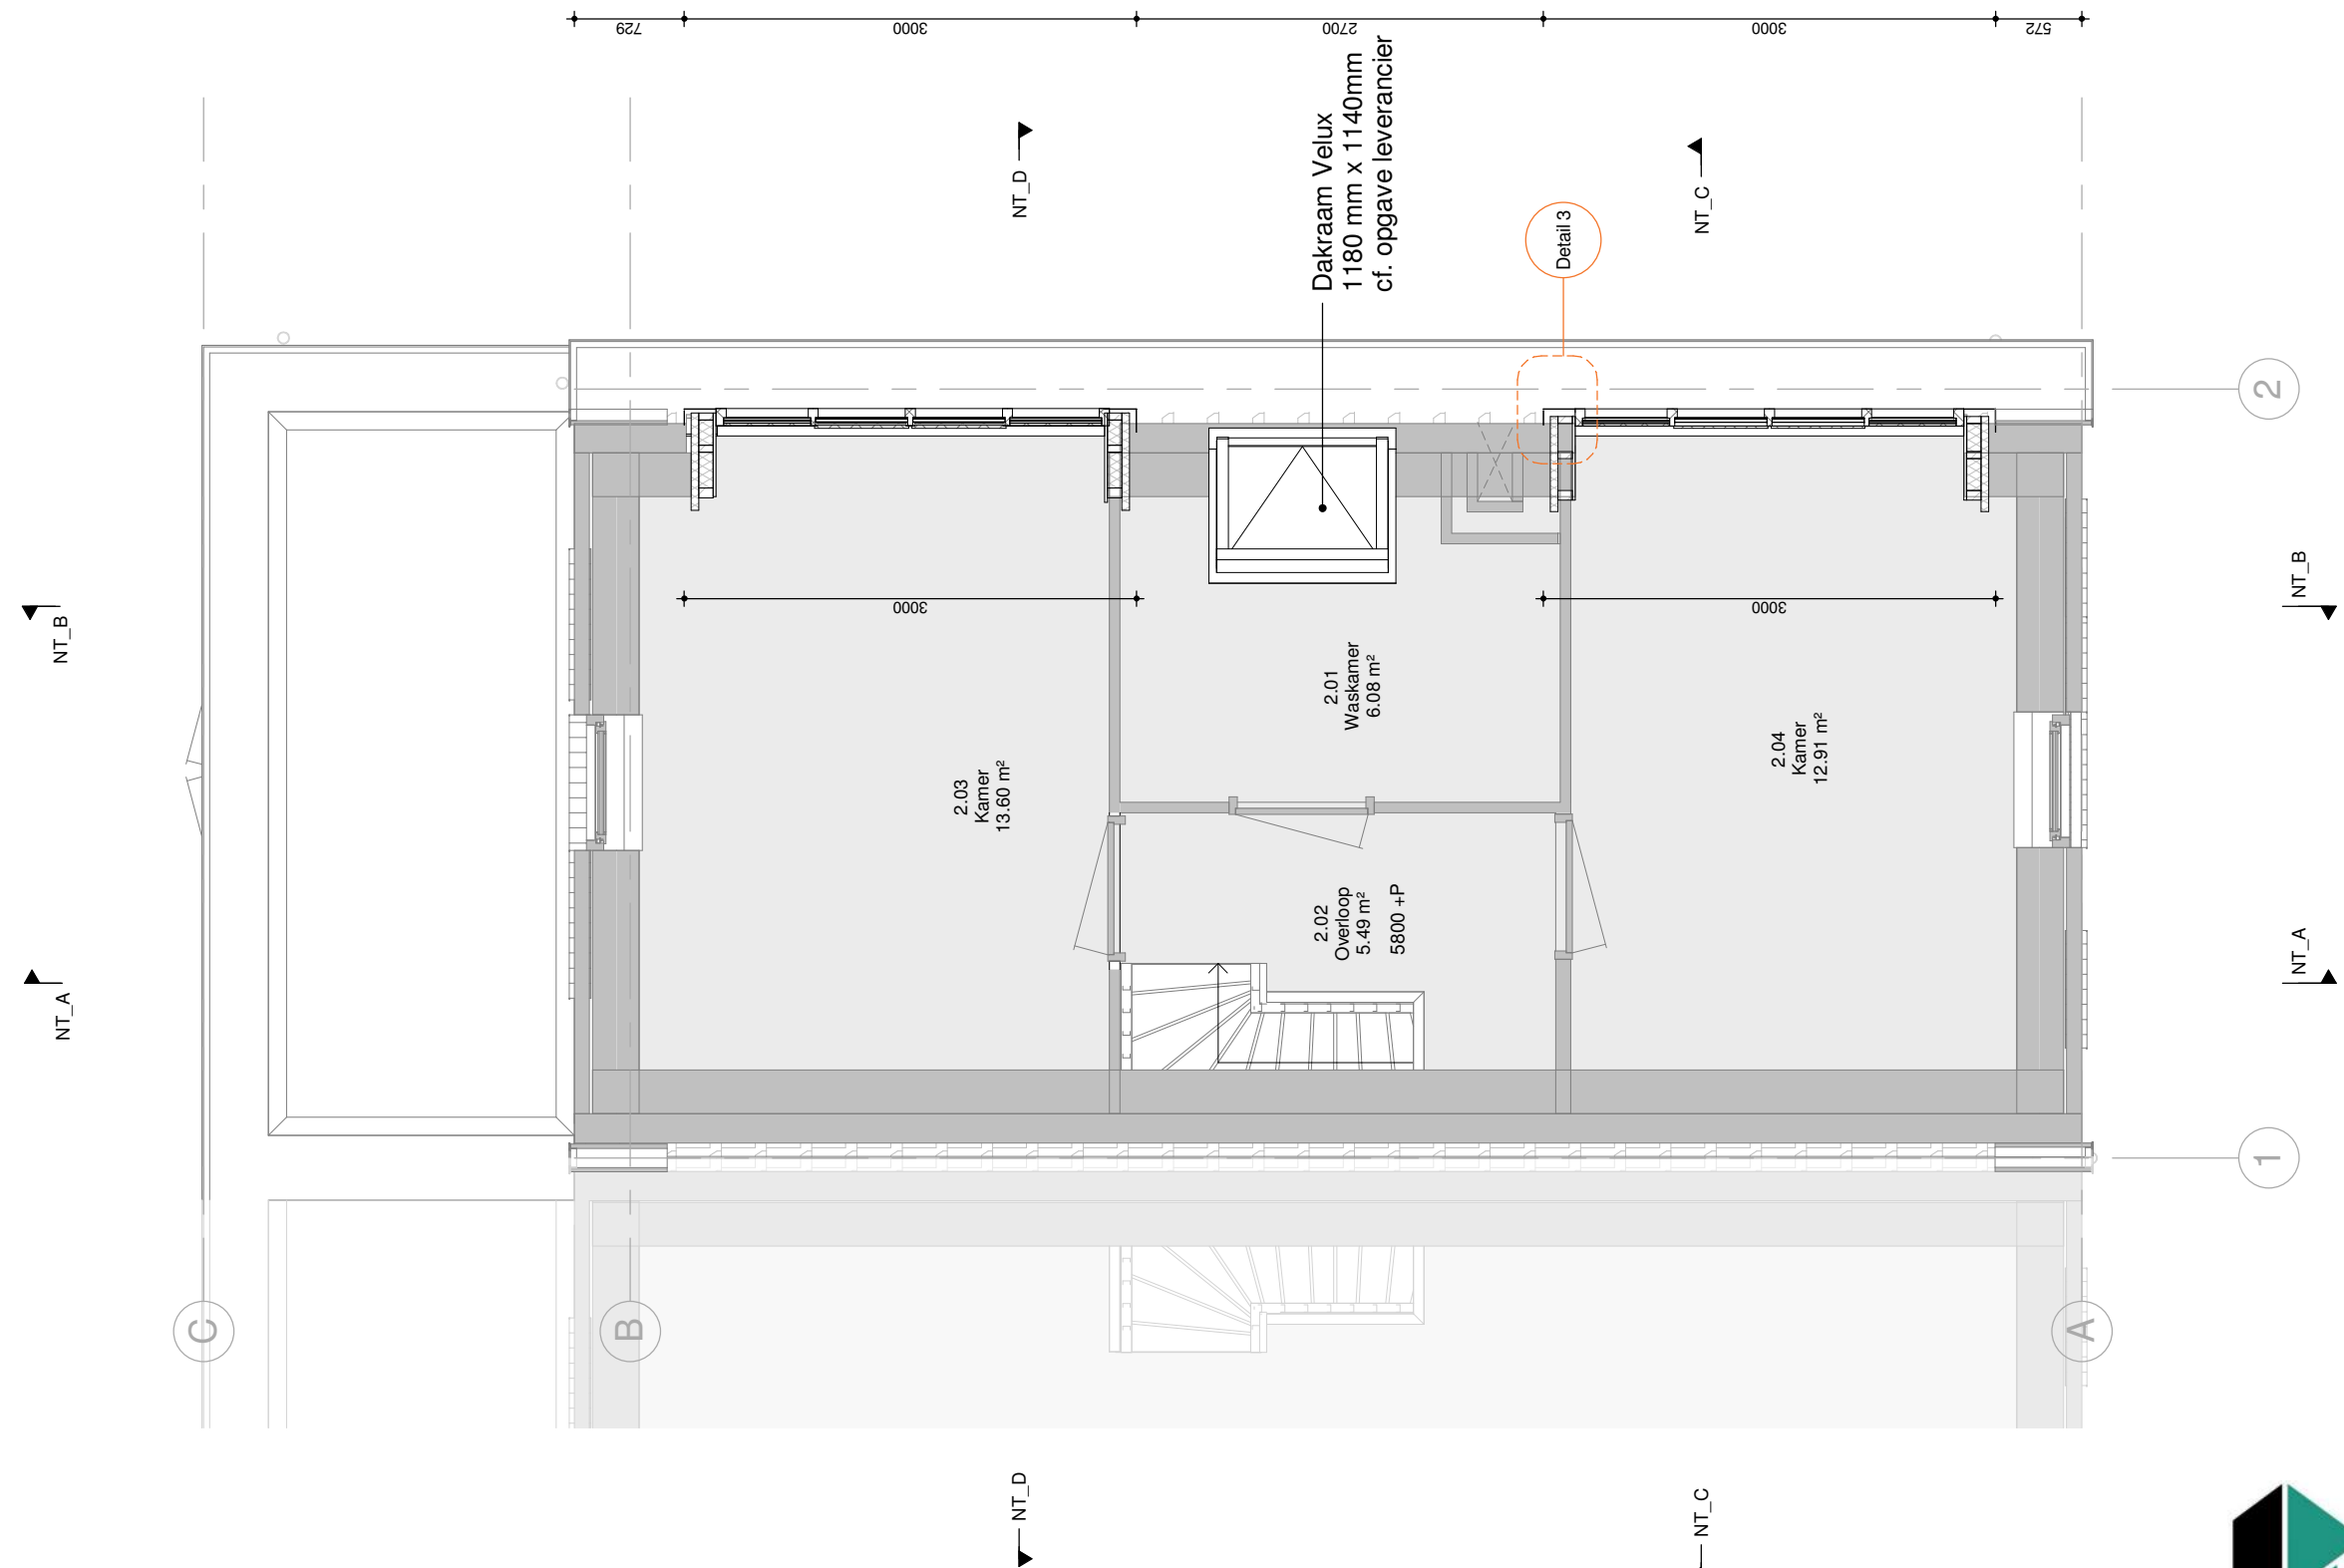 729
3000
2700
3000
572
Dakraam Velux
1180 mm x 1140mm
cf. opgave leverancier
NT_D
NT_C
Detail 3
2
NT_B
NT_B
3000
3000
2.01
Waskamer
6.08 m²
2.03
Kamer
13.60 m²
2.04
Kamer
12.91 m²
2.02
Overloop
5.49 m²
5800 +P
NT_A
NT_A
1
C
B
A
NT_D
NT_C